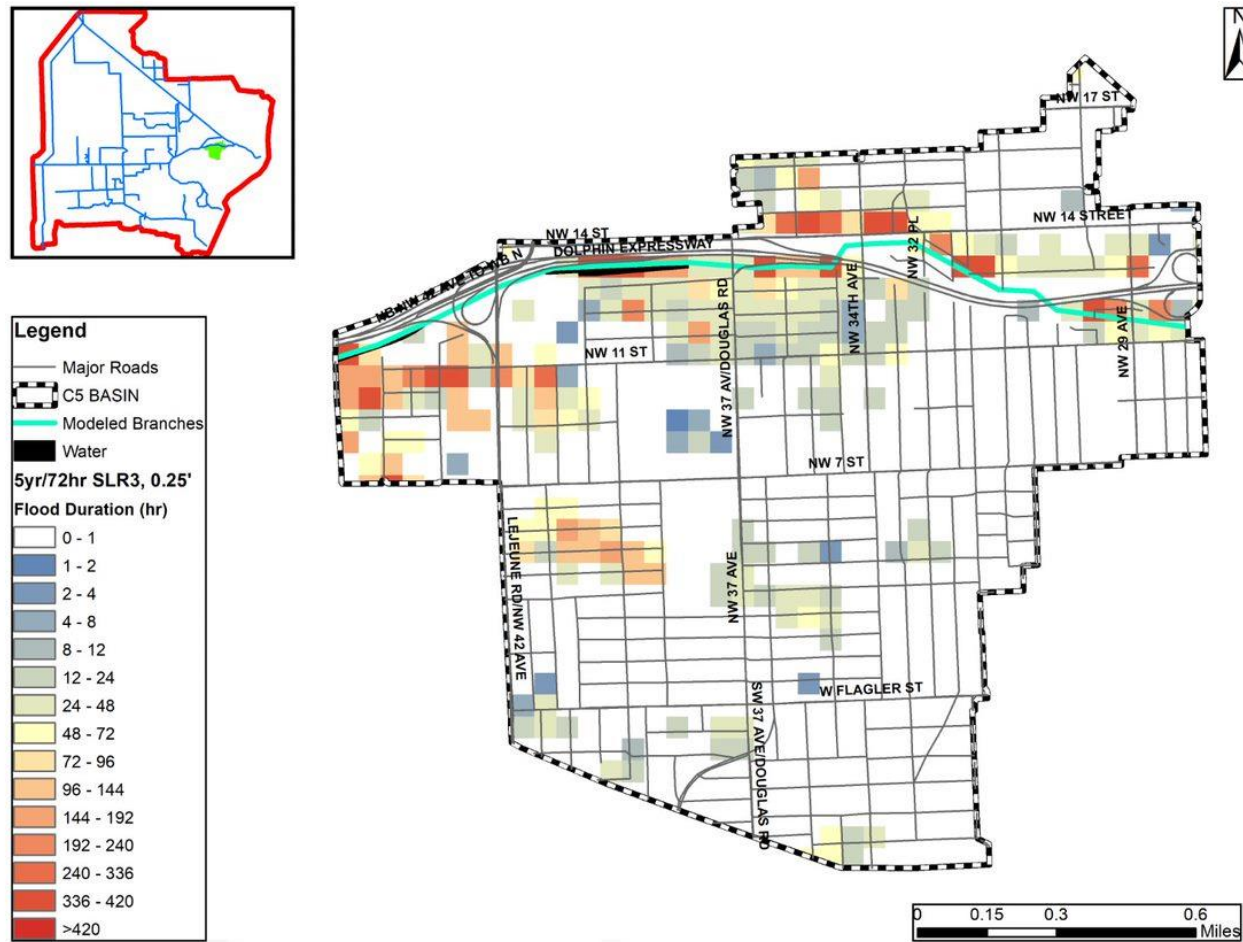 N
NW 17 ST
NW 14 STREET
NW 14 ST
DOLPHIN EXPRESSWAY
NW 32 PL
NW 37 AV/DOUGLAS RD
NW 34TH AVE
NW 29 AVE
NW 11 ST
NW 7 ST
LEJEUNE RD/NW 42 AVE
NW 37 AVE
W FLAGLER ST
SW 37 AVE/DOUGLAS RD
Legend
Major Roads
C5 BASIN
Modeled Branches
Water
5yr/72hr SLR3, 0.25'
Flood Duration (hr)
0 - 1
1 - 2
2 - 4
4 - 8
8 - 12
12 - 24
24 - 48
48 - 72
72 - 96
96 - 144
144 - 192
192 - 240
240 - 336
336 - 420
>420
0 0.15 0.3 0.6
Miles